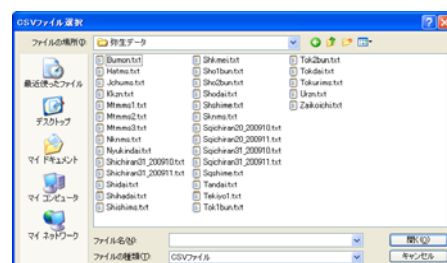 CSVファイル選択
ファイルの場所(I): 弥生データ
最近使ったファイル
デスクトップ
マイ ドキュメント
マイ コンピュータ
マイ ネットワーク
Bumon.txt
Hatms.txt
Jchums.txt
Kkzn.txt
Mtmms1.txt
Mtmms2.txt
Mtmms3.txt
Nknms.txt
Nyukindai.txt
Shichiran31_200910.txt
Shichiran31_200911.txt
Shidai.txt
Shihadai.txt
Shishime.txt
Shkmei.txt
Sho1bun.txt
Sho2bun.txt
Shodai.txt
Shshime.txt
Sknms.txt
Sqichiran20_200910.txt
Sqichiran20_200911.txt
Sqichiran31_200910.txt
Sqichiran31_200911.txt
Sqshime.txt
Tandai.txt
Tekiyo1.txt
Tok1bun.txt
Tok2bun.txt
Tokdai.txt
Tokurims.txt
Urzn.txt
Zaikoichi.txt
ファイル名(N):
開く(O)
ファイルの種類(T): CSVファイル
キャンセル